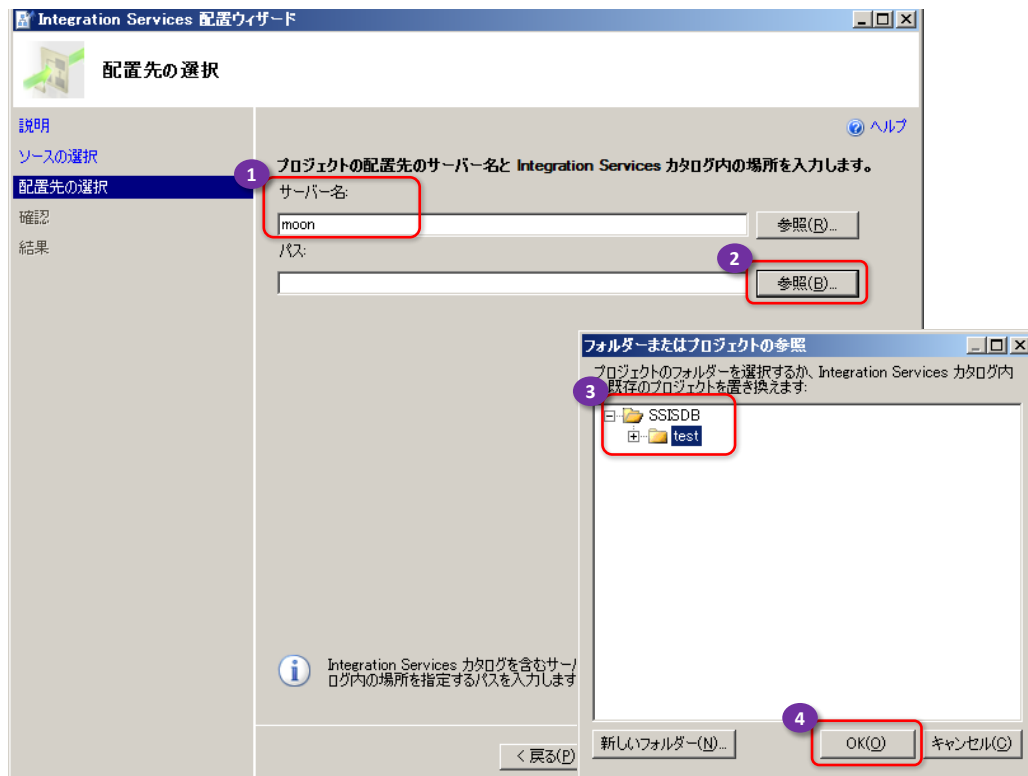 Integration Services 配置ウィザード
配置先の選択
説明
ソースの選択
配置先の選択
確認
結果
ヘルプ
プロジェクトの配置先のサーバー名と Integration Services カタログ内の場所を入力します。
1
サーバー名:
moon
参照(R)...
パス:
2
参照(B)...
フォルダーまたはプロジェクトの参照
プロジェクトのフォルダーを選択するか、Integration Services カタログ内
既存のプロジェクトを置き換えます:
3
SSISDB
test
Integration Services カタログを含むサー
ログ内の場所を指定するパスを入力します
4
新しいフォルダー(N)...
OK(O)
キャンセル(C)
< 戻る(P)